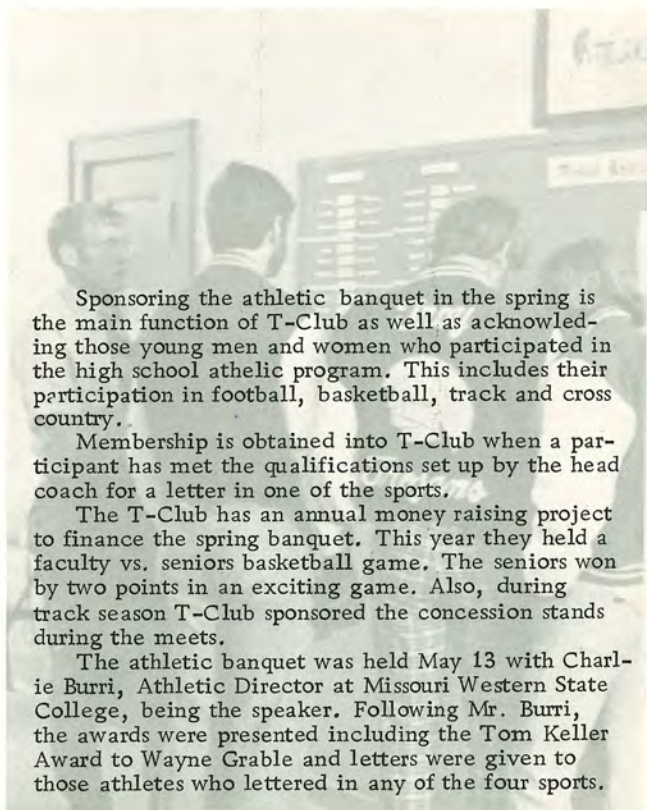 Sponsoring the athletic banquet in the spring is
the main function of T-Club as well as acknowled-
ing those young men and women who participated in
the high school athelic program. This includes their
participation in football, basketball, track and cross
country.
Membership is obtained into T-Club when a par-
ticipant has met the qualifications set up by the head
coach for a letter in one of the sports.
The T-Club has an annual money raising project
to finance the spring banquet. This year they held a
faculty vs. seniors basketball game. The seniors won
by two points in an exciting game. Also, during
track season T-Club sponsored the concession stands
during the meets.
The athletic banquet was held May 13 with Charl-
ie Burri, Athletic Director at Missouri Western State
College, being the speaker. Following Mr. Burri,
the awards were presented including the Tom Keller
Award to Wayne Grable and letters were given to
those athletes who lettered in any of the four sports.